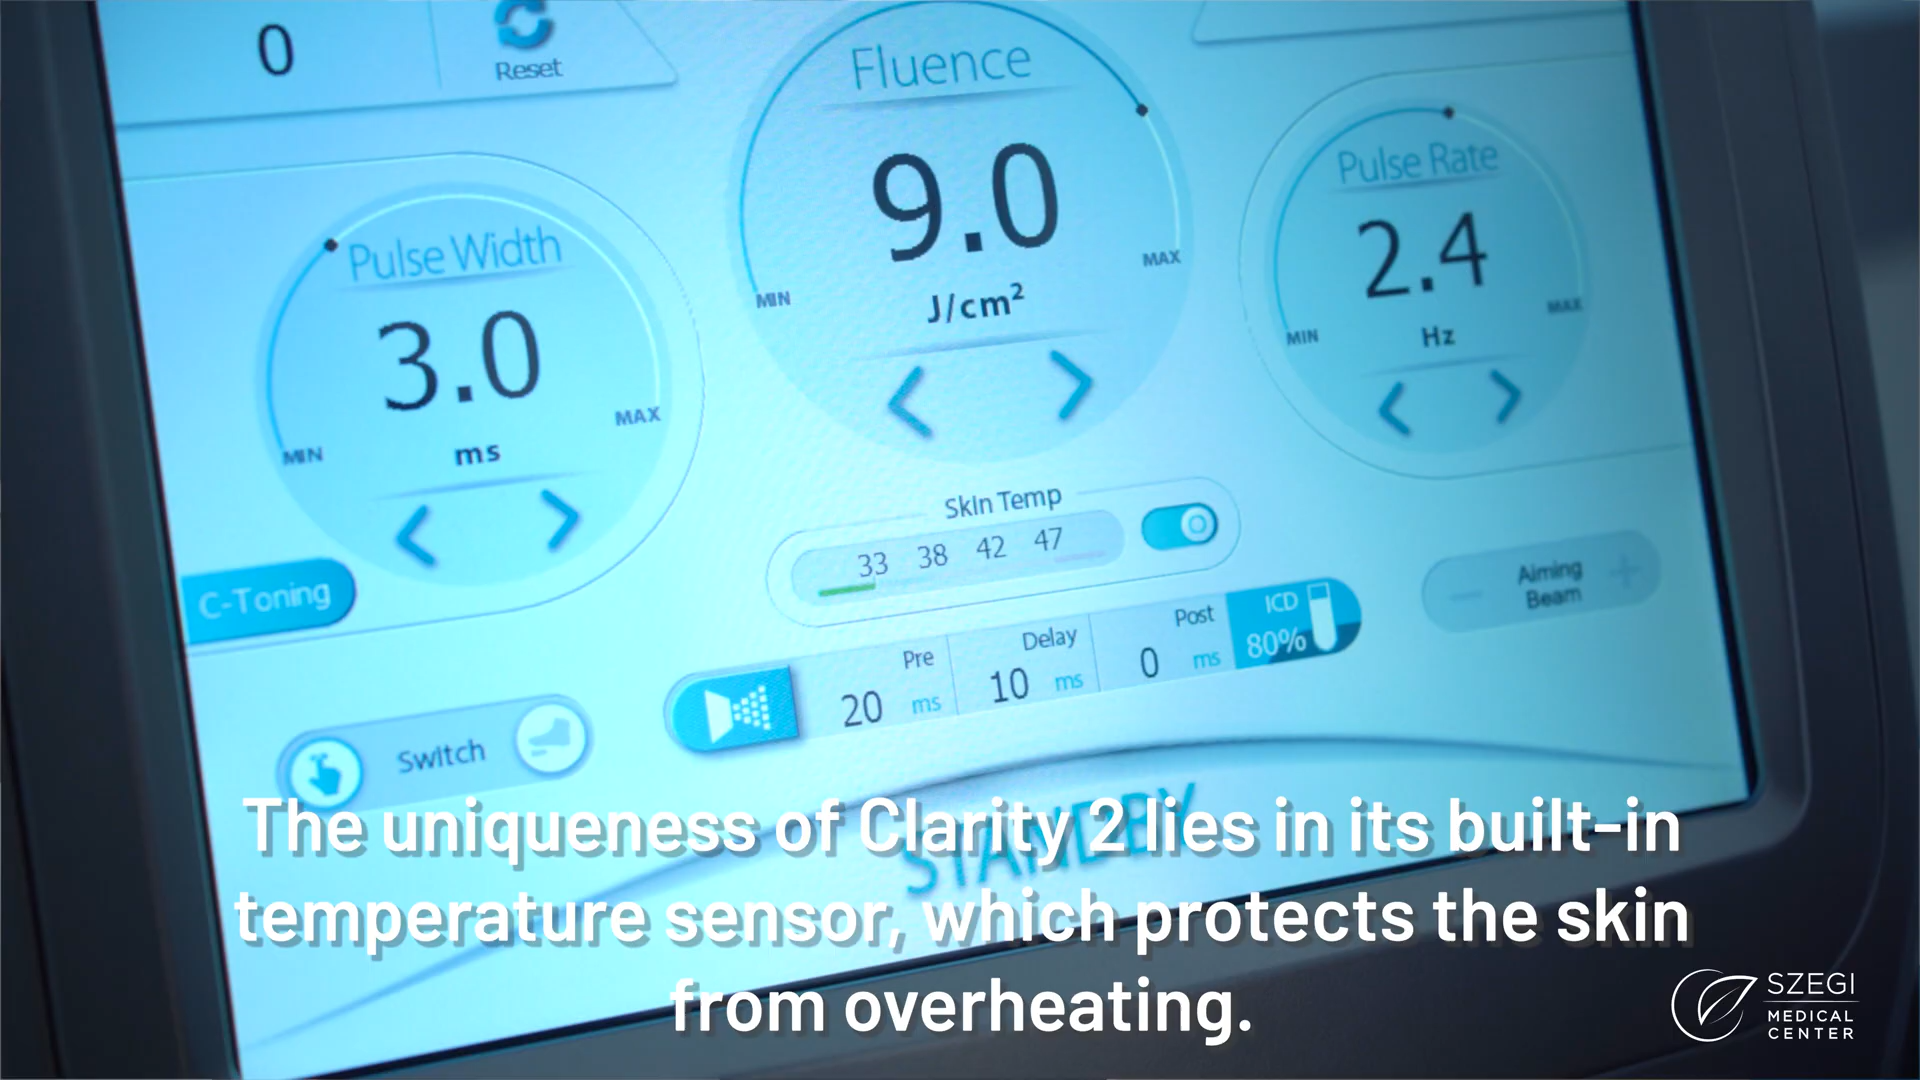 0
Reset
Fluence
9.0
J/cm²
MIN
MAX
Pulse Width
3.0
ms
MIN
MAX
Pulse Rate
2.4
Hz
MIN
MAX
Skin Temp
33 38 42 47
C-Toning
Aiming
Beam
Pre
20 ms
Delay
10 ms
Post
0 ms
ICD
80%
Switch
STANDBY
The uniqueness of Clarity 2 lies in its built-in
temperature sensor, which protects the skin
from overheating.
SZEGI
MEDICAL
CENTER